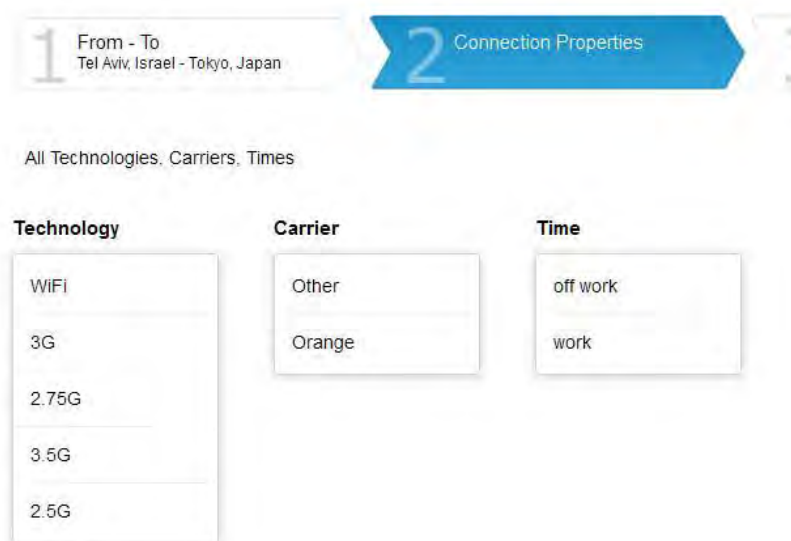 1
From - To
Tel Aviv, Israel - Tokyo, Japan
2
Connection Properties
All Technologies, Carriers, Times
Technology
WiFi
3G
2.75G
3.5G
2.5G
Carrier
Other
Orange
Time
off work
work